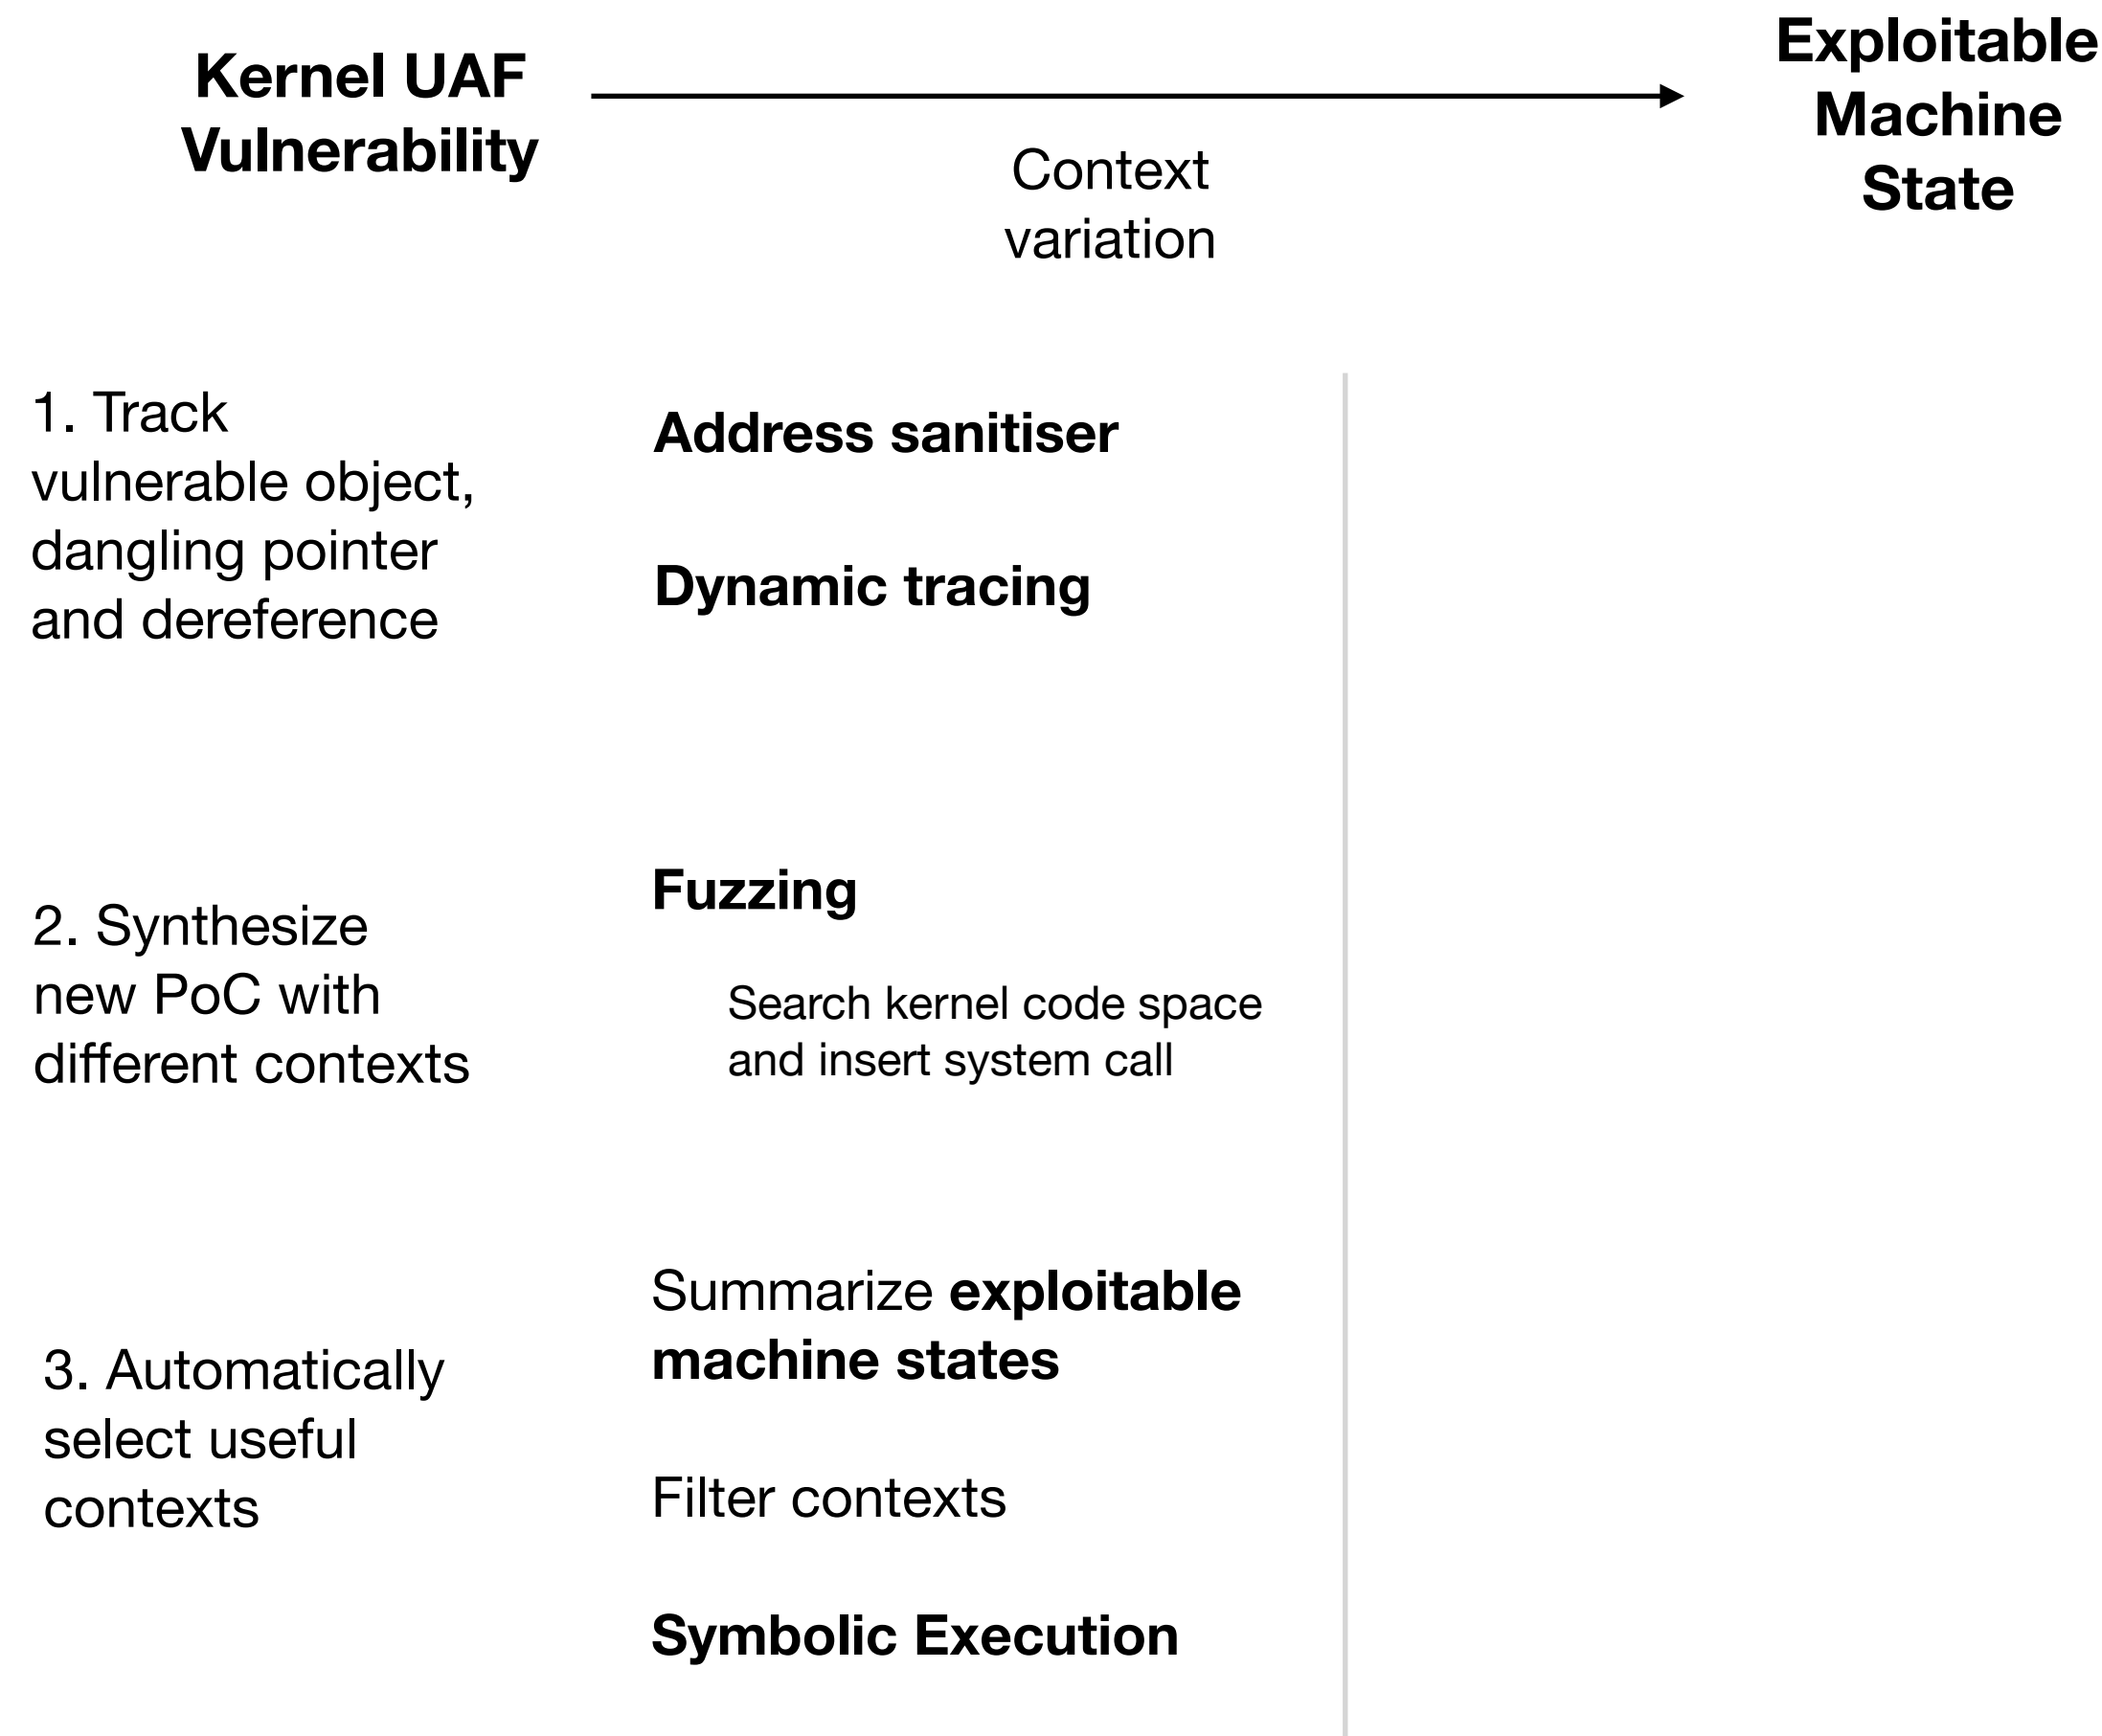 Kernel UAF
Vulnerability
Context
variation
Exploitable
Machine
State
1. Track
vulnerable object,
dangling pointer
and dereference
Address sanitiser
Dynamic tracing
2. Synthesize
new PoC with
different contexts
Fuzzing
Search kernel code space
and insert system call
3. Automatically
select useful
contexts
Summarize exploitable
machine states
Filter contexts
Symbolic Execution